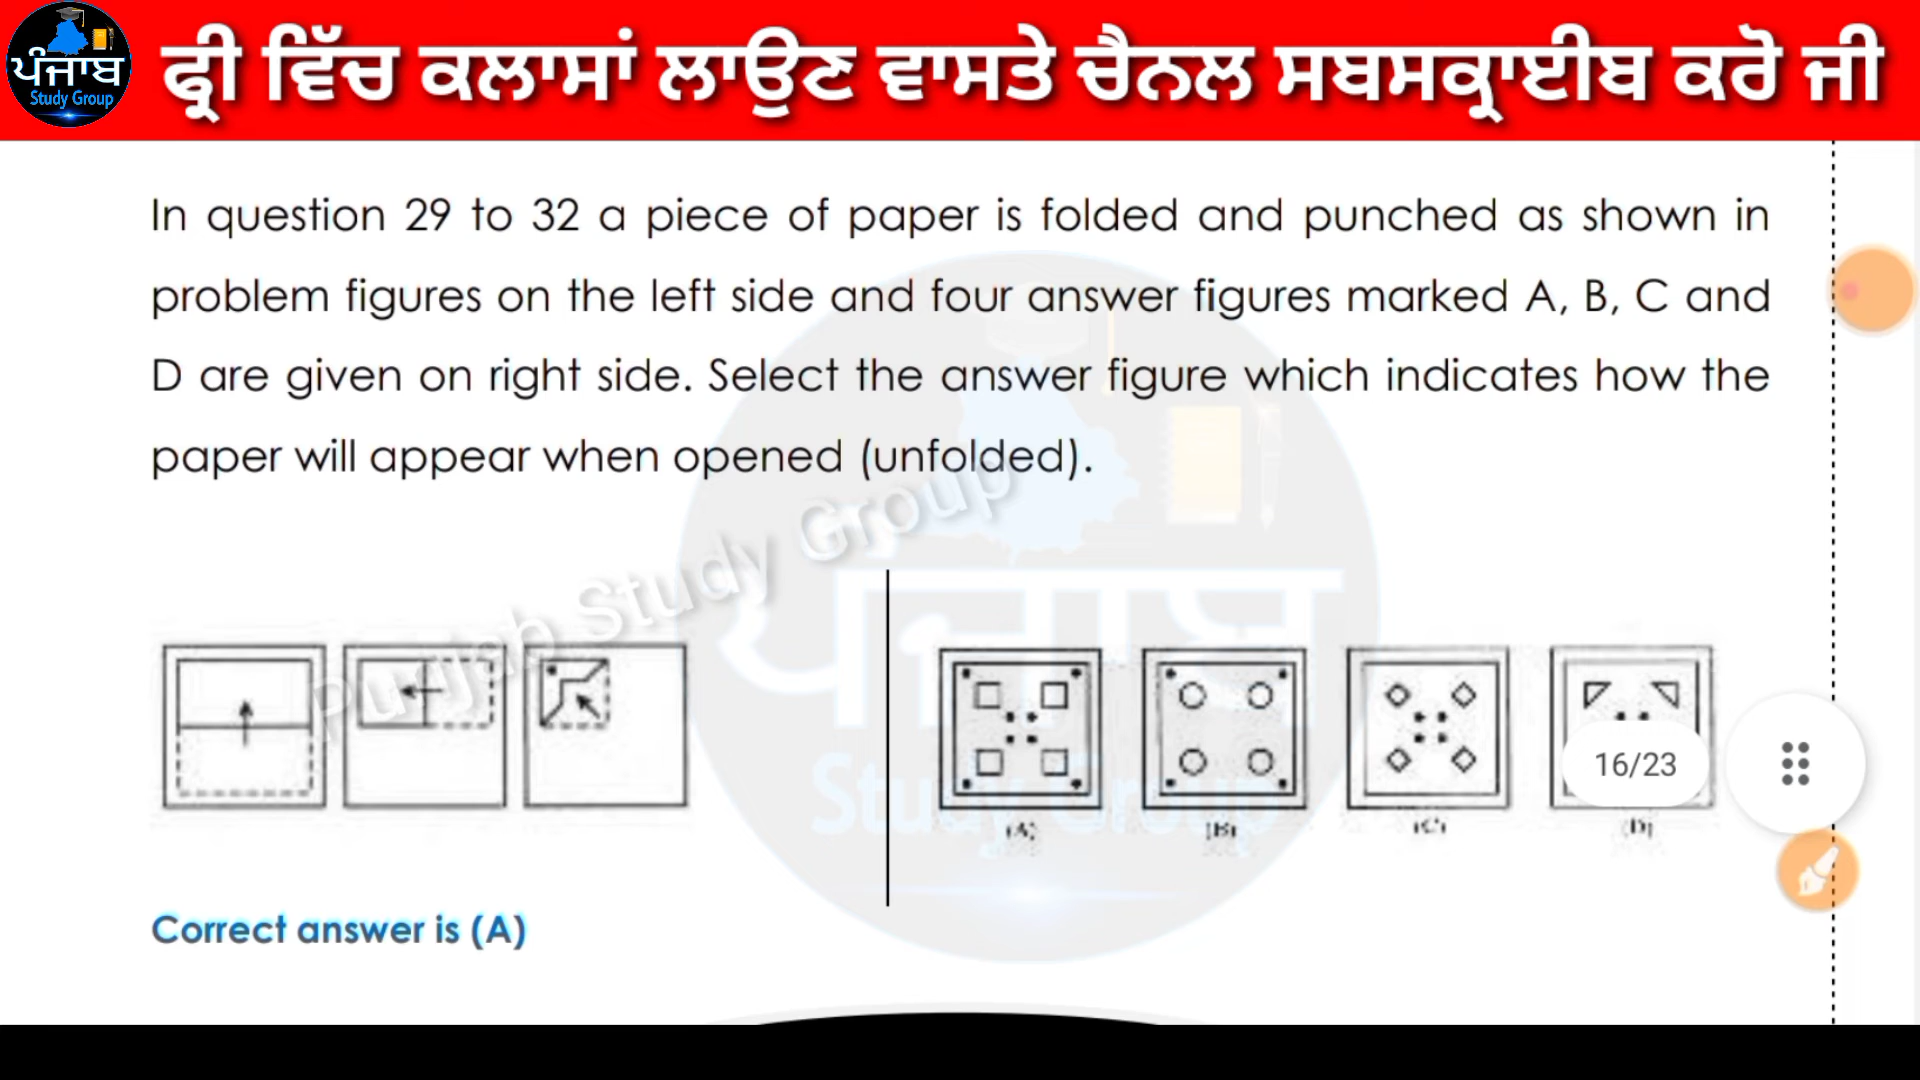 ਪੰਜਾਬ
Study Group
ਫ੍ਰੀ ਵਿੱਚ ਕਲਾਸਾਂ ਲਾਉਣ ਵਾਸਤੇ ਚੈਨਲ ਸਬਸਕ੍ਰਾਈਬ ਕਰੋ ਜੀ
In question 29 to 32 a piece of paper is folded and punched as shown in
problem figures on the left side and four answer figures marked A, B, C and
D are given on right side. Select the answer figure which indicates how the
paper will appear when opened (unfolded).
Punjab Study Group
ਪੰਜਾਬ
Study Group
16/23
(A) (B) (C) (D)
Correct answer is (A)